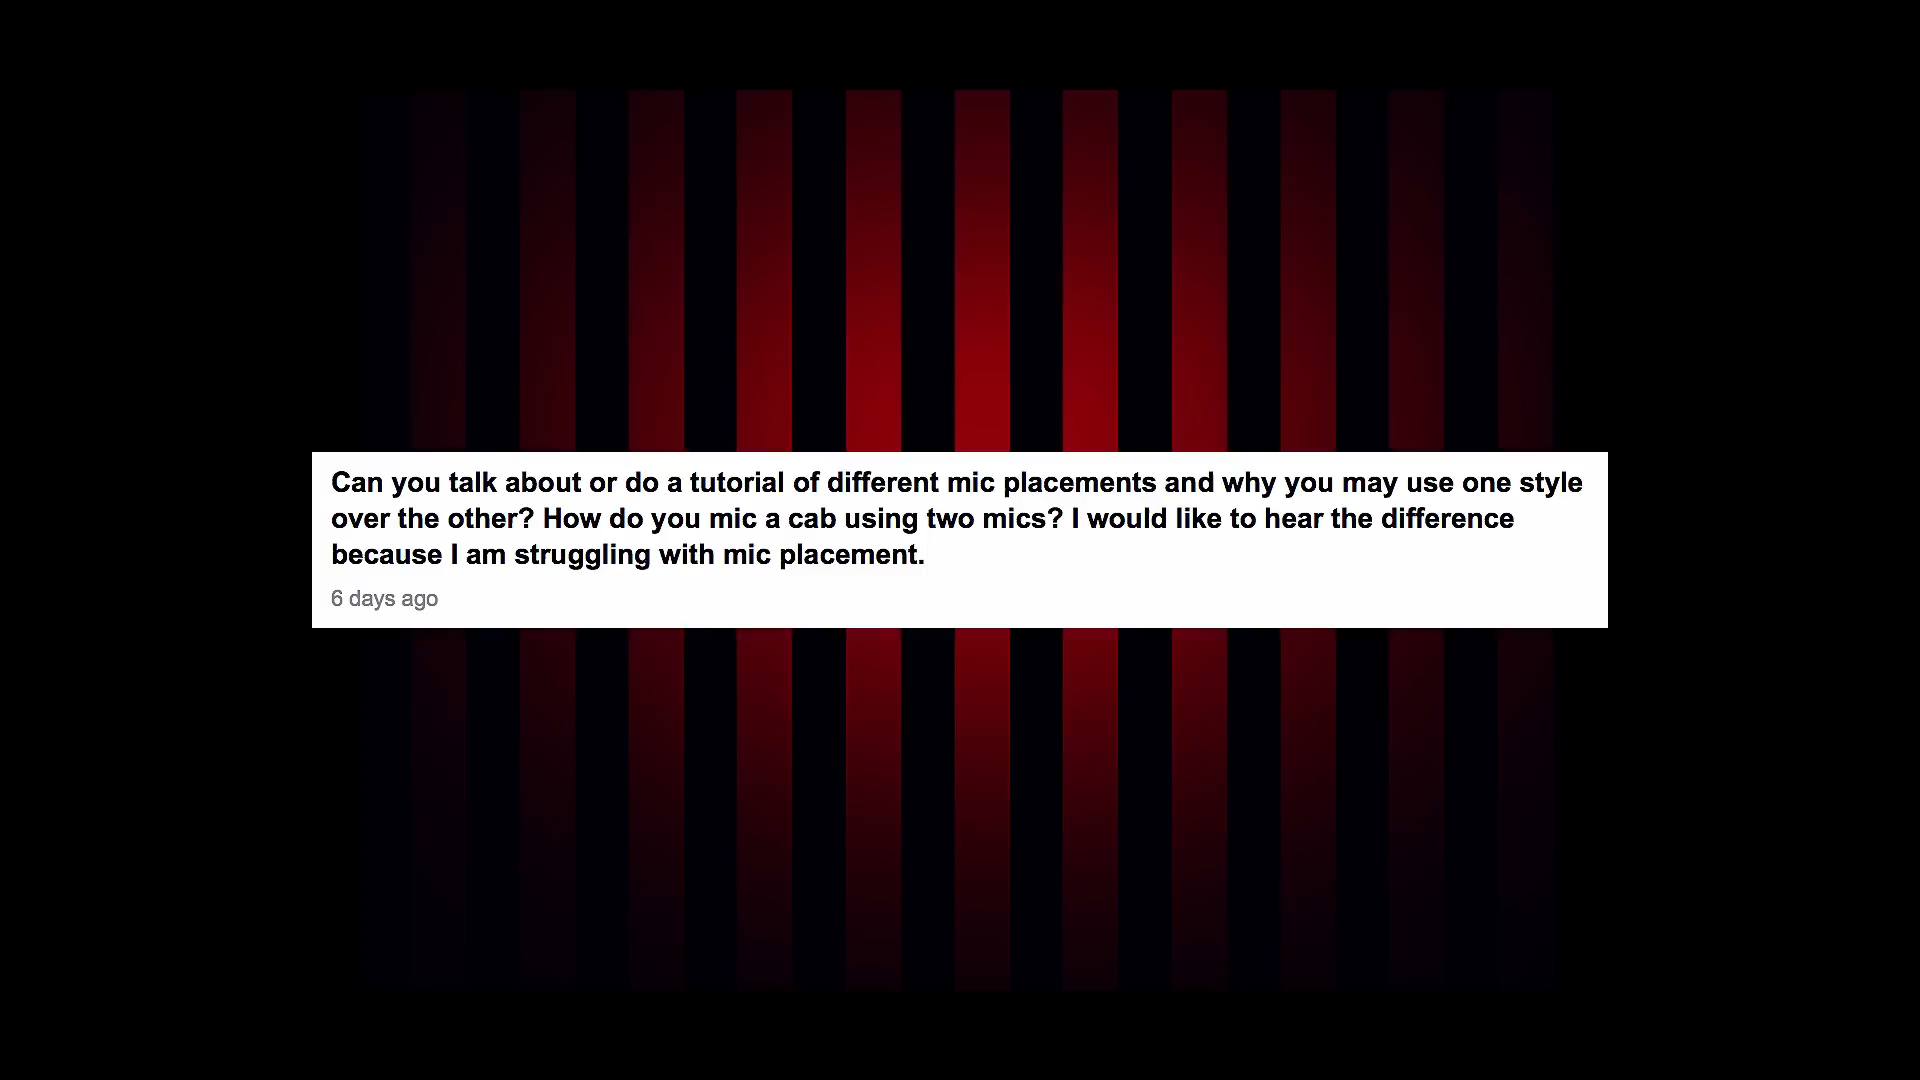 Can you talk about or do a tutorial of different mic placements and why you may use one style
over the other? How do you mic a cab using two mics? I would like to hear the difference
because I am struggling with mic placement.
6 days ago